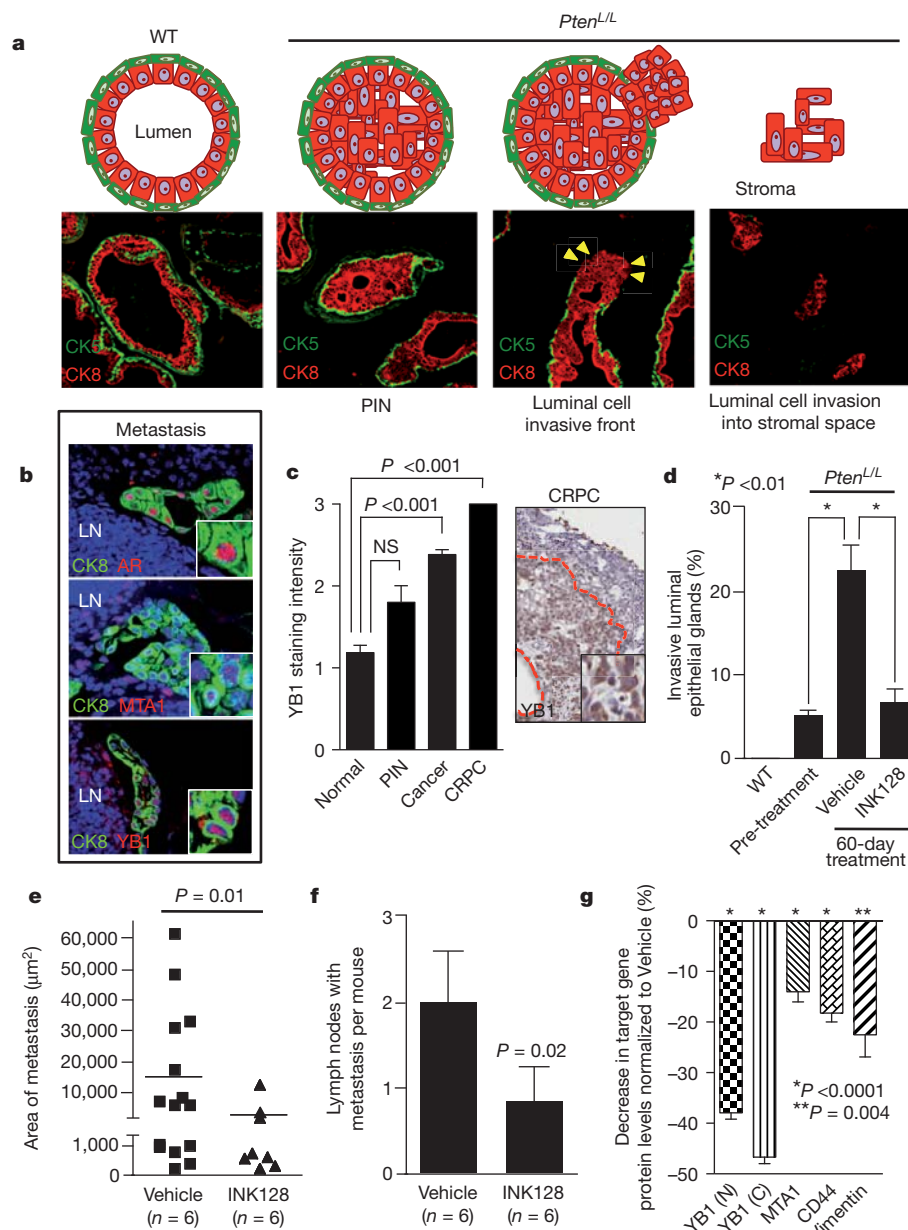 a
WT
Pten^L/L
Lumen
Stroma
CK5
CK8
CK5
CK8
CK5
CK8
CK5
CK8
PIN
Luminal cell
invasive front
Luminal cell invasion
into stromal space
b
Metastasis
LN
CK8 AR
LN
CK8 MTA1
LN
CK8 YB1
c
P <0.001
P <0.001
NS
YB1 staining intensity
3
2
1
0
Normal
PIN
Cancer
CRPC
CRPC
YB1
d
*P <0.01
Pten^L/L
* *
Invasive luminal
epithelial glands (%)
30
20
10
0
WT
Pre-treatment
Vehicle
INK128
60-day
treatment
e
P = 0.01
Area of metastasis (µm²)
60,000
50,000
40,000
30,000
20,000
10,000
1,000
0
Vehicle
(n = 6)
INK128
(n = 6)
f
Lymph nodes with
metastasis per mouse
3
2
1
0
P = 0.02
Vehicle
(n = 6)
INK128
(n = 6)
g
Decrease in target gene
protein levels normalized to Vehicle (%)
* * * * **
0
−10
−20
−30
−40
−50
*P <0.0001
**P = 0.004
YB1 (N)
YB1 (C)
MTA1
CD44
imentin